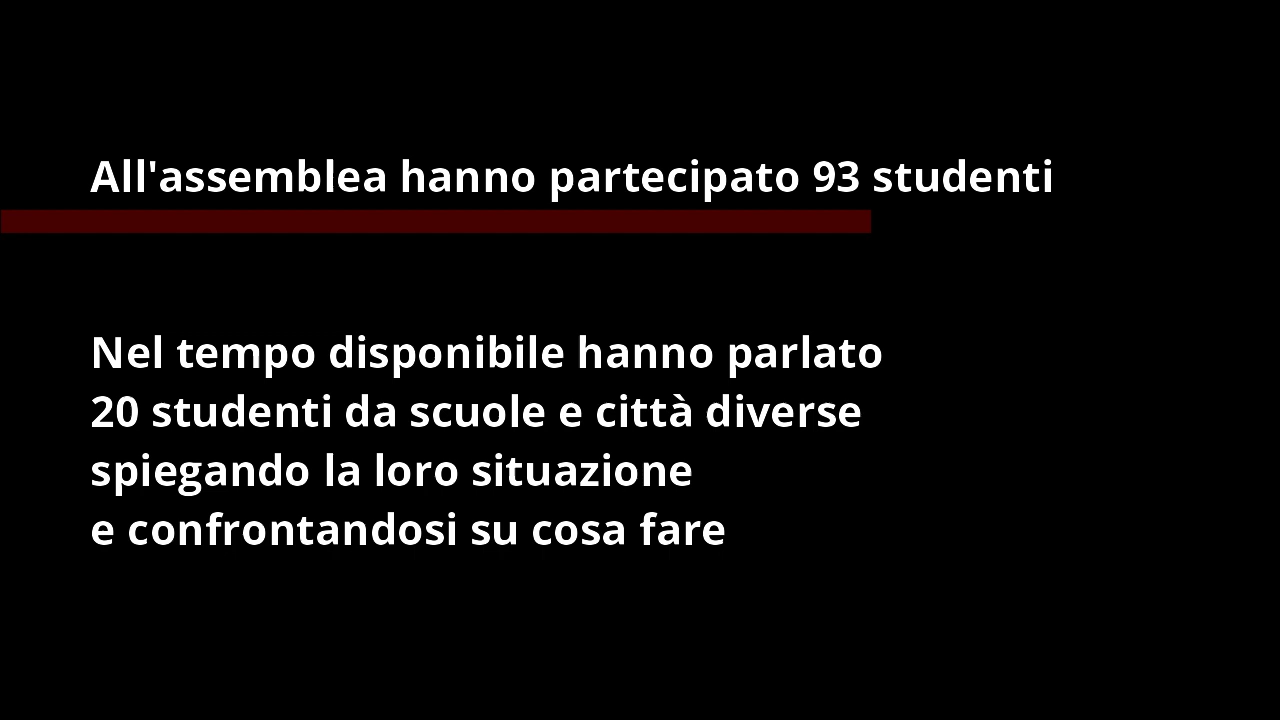 All'assemblea hanno partecipato 93 studenti
Nel tempo disponibile hanno parlato
20 studenti da scuole e città diverse
spiegando la loro situazione
e confrontandosi su cosa fare